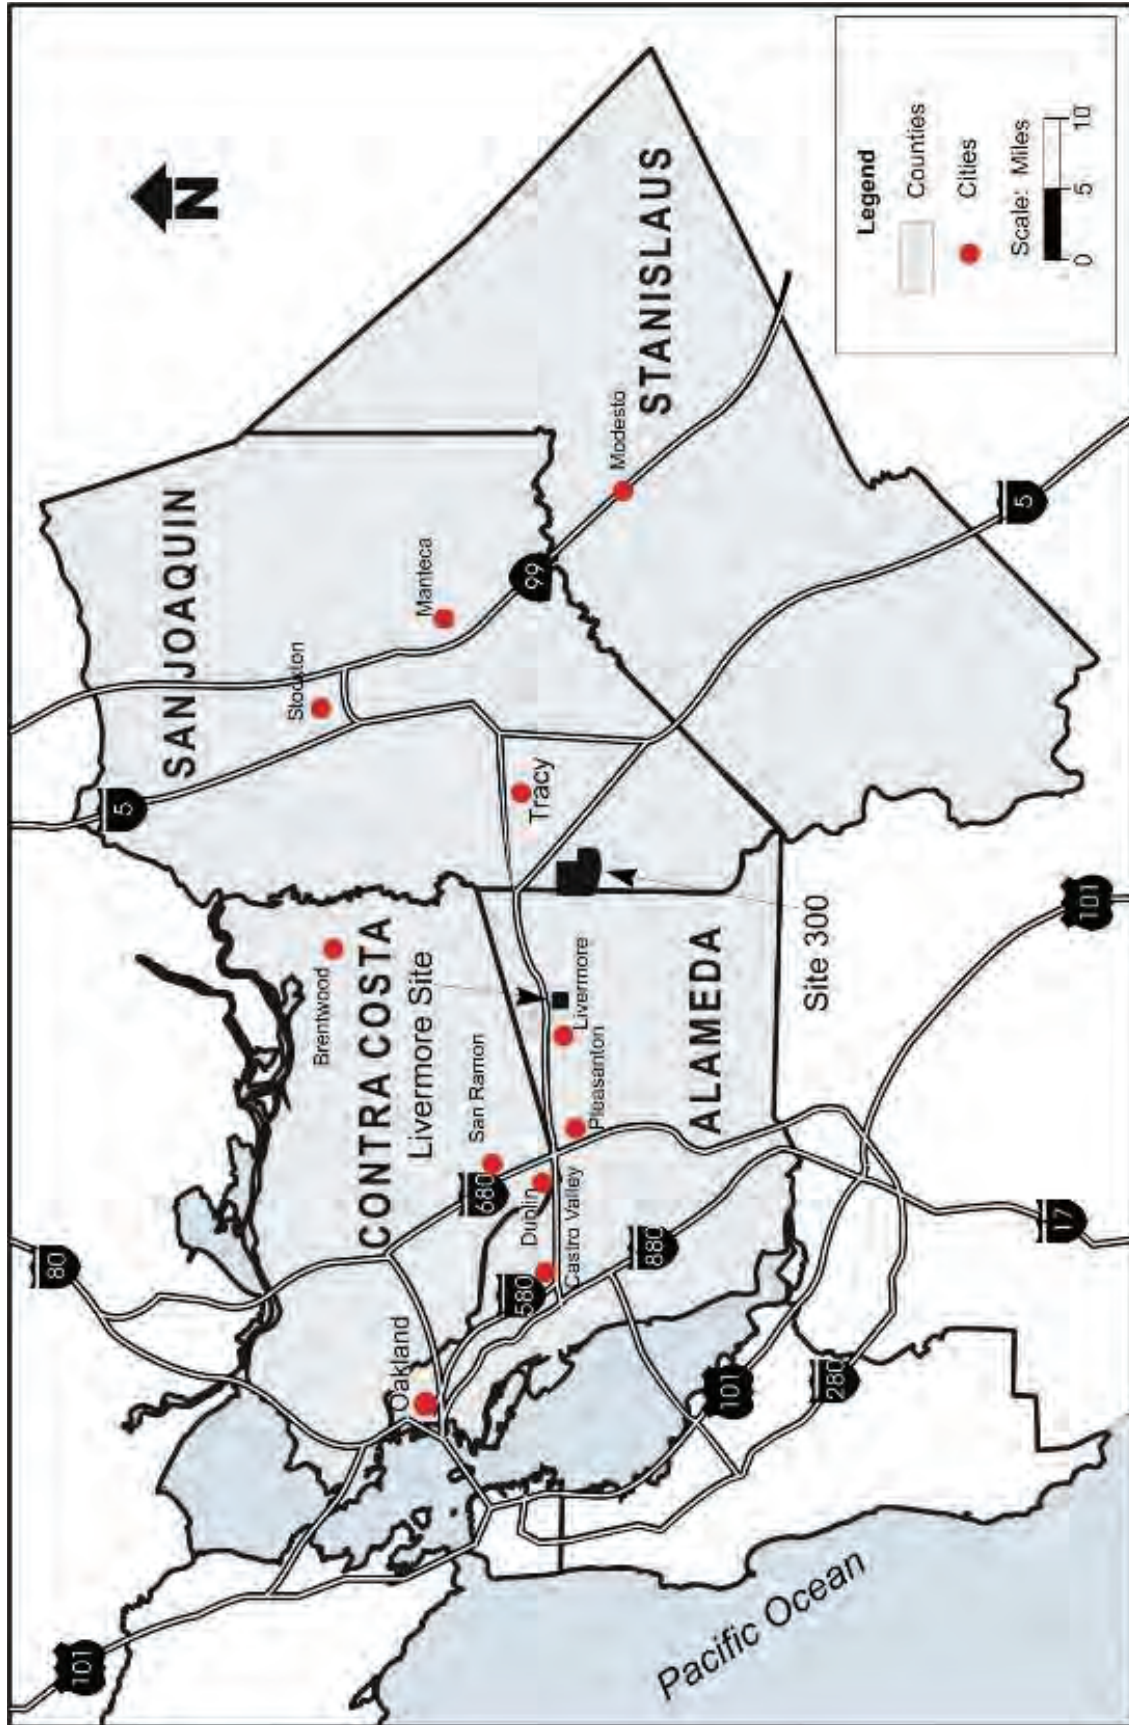 N
SAN JOAQUIN
STANISLAUS
CONTRA COSTA
ALAMEDA
Stockton
Manteca
Modesto
Tracy
Brentwood
Livermore Site
San Ramon
Dublin
Castro Valley
Pleasanton
Livermore
Site 300
Oakland
Pacific Ocean
101
80
5
680
580
880
99
101
280
17
101
5
Legend
Counties
Cities
Scale: Miles
0 5 10